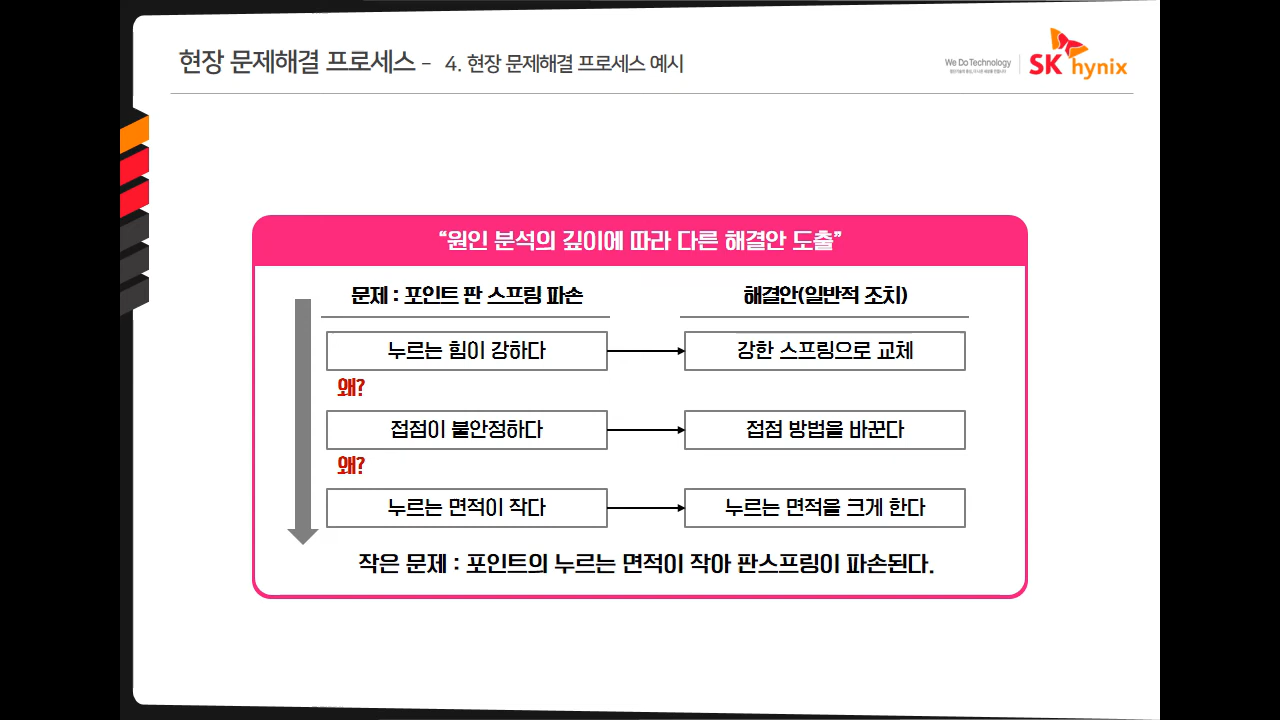 현장 문제해결 프로세스 - 4. 현장 문제해결 프로세스 예시
We Do Technology
SK hynix
“원인 분석의 깊이에 따라 다른 해결안 도출”
문제 : 포인트 판 스프링 파손 해결안(일반적 조치)
누르는 힘이 강하다 강한 스프링으로 교체
왜?
접점이 불안정하다 접점 방법을 바꾼다
왜?
누르는 면적이 작다 누르는 면적을 크게 한다
작은 문제 : 포인트의 누르는 면적이 작아 판스프링이 파손된다.